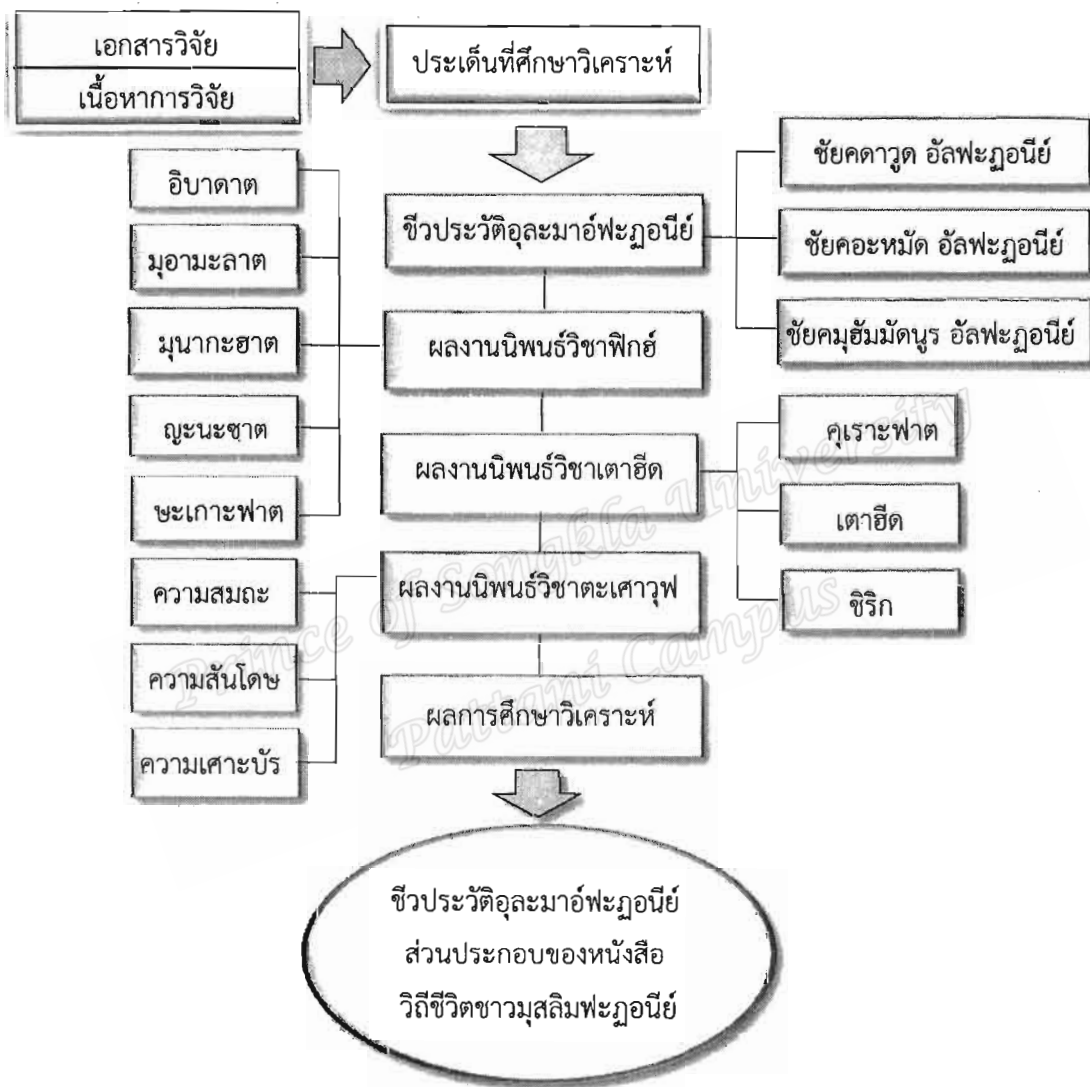 เอกสารวิจัย
เนื้อหาการวิจัย
ประเด็นที่ศึกษาวิเคราะห์
ชีวประวัติอุละมาอ์ฟะฏอนีย์
ชัยคดาวูด อัลฟะฏอนีย์
ชัยคอะหมัด อัลฟะฏอนีย์
ชัยคมุฮัมมัดนูร อัลฟะฏอนีย์
ผลงานนิพนธ์วิชาฟิกฮ์
อิบาดาต
มุอามะลาต
มุนากะฮาต
ญะนะซาต
ษะเกาะฟาต
ผลงานนิพนธ์วิชาเตาฮีด
คุเราะฟาต
เตาฮีด
ชิริก
ผลงานนิพนธ์วิชาตะเศาวุฟ
ความสมถะ
ความสันโดษ
ความเศาะบัร
ผลการศึกษาวิเคราะห์
ชีวประวัติอุละมาอ์ฟะฏอนีย์
ส่วนประกอบของหนังสือ
วิถีชีวิตชาวมุสลิมฟะฏอนีย์
Prince of Songkla University
Pattani Campus